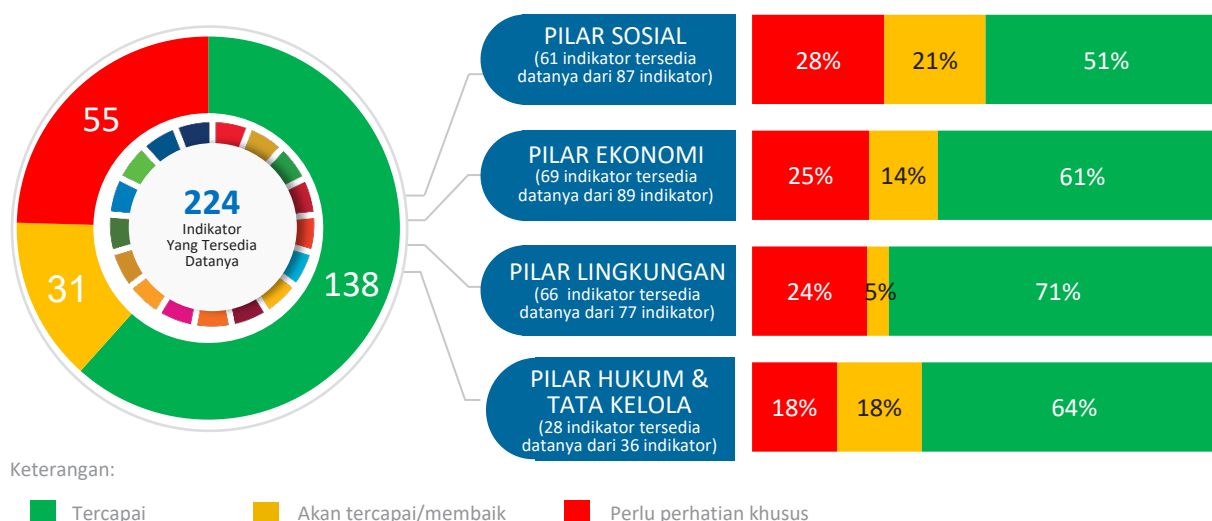 55
31
138
224
Indikator
Yang Tersedia
Datanya
PILAR SOSIAL
(61 indikator tersedia
datanya dari 87 indikator)
28% 21% 51%
PILAR EKONOMI
(69 indikator tersedia
datanya dari 89 indikator)
25% 14% 61%
PILAR LINGKUNGAN
(66 indikator tersedia
datanya dari 77 indikator)
24% 5% 71%
PILAR HUKUM &
TATA KELOLA
(28 indikator tersedia
datanya dari 36 indikator)
18% 18% 64%
Keterangan:
Tercapai Akan tercapai/membaik Perlu perhatian khusus